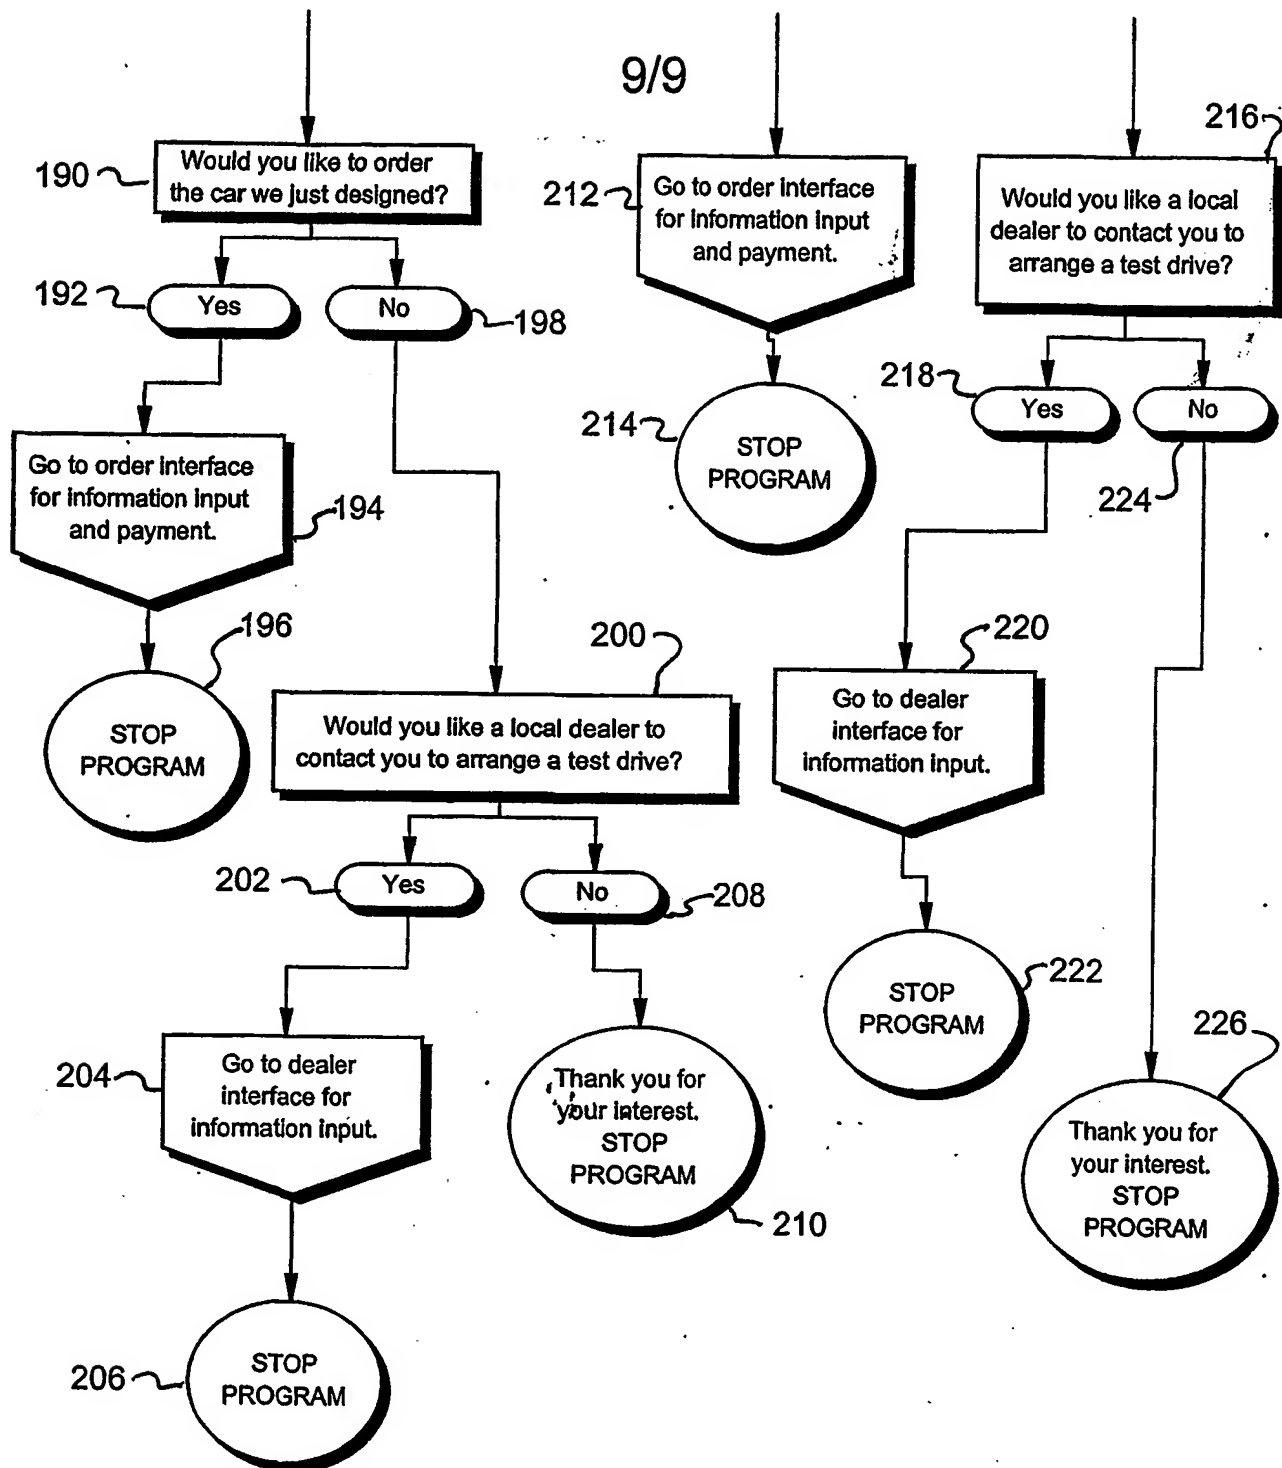 9/9
190
Would you like to order
the car we just designed?
192
Yes
No
198
Go to order interface
for information input
and payment.
194
196
STOP
PROGRAM
200
Would you like a local dealer to
contact you to arrange a test drive?
202
Yes
No
208
204
Go to dealer
interface for
information input.
Thank you for
your interest.
STOP
PROGRAM
210
206
STOP
PROGRAM
212
Go to order interface
for information input
and payment.
214
STOP
PROGRAM
216
Would you like a local
dealer to contact you to
arrange a test drive?
218
Yes
No
224
220
Go to dealer
interface for
information input.
STOP
PROGRAM
222
226
Thank you for
your interest.
STOP
PROGRAM